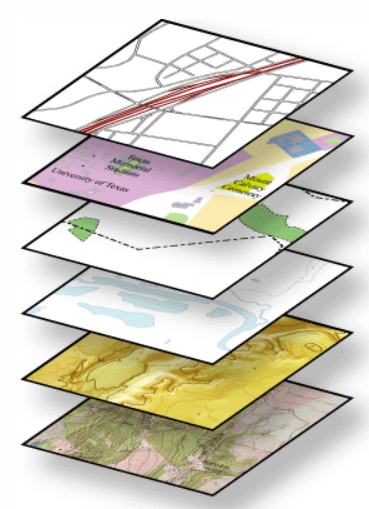 Texas
Memorial
Stadium
University of Texas
Mount
Calvary
Cemetery